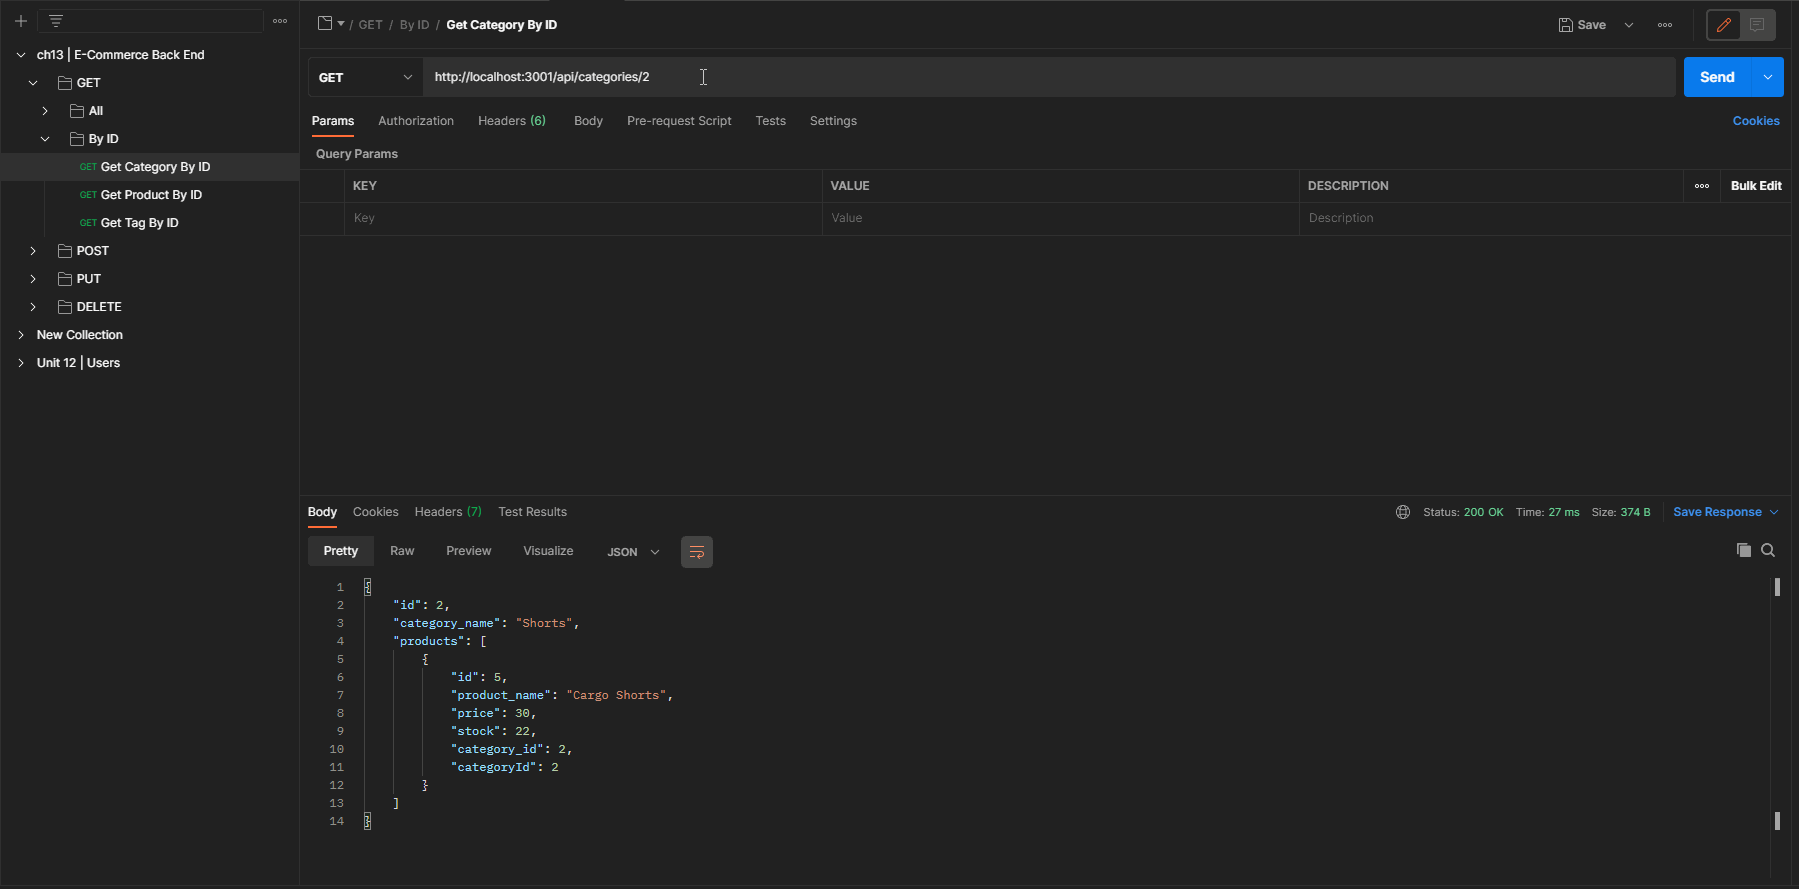 / GET / By ID / Get Category By ID
Save
ch13 | E-Commerce Back End
GET
All
By ID
GET Get Category By ID
GET Get Product By ID
GET Get Tag By ID
POST
PUT
DELETE
New Collection
Unit 12 | Users
GET
http://localhost:3001/api/categories/2
Send
Params Authorization Headers (6) Body Pre-request Script Tests Settings Cookies
Query Params
KEY VALUE DESCRIPTION Bulk Edit
Key Value Description
Body Cookies Headers (7) Test Results Status: 200 OK Time: 27 ms Size: 374 B Save Response
Pretty Raw Preview Visualize JSON
1 {
2 "id": 2,
3 "category_name": "Shorts",
4 "products": [
5 {
6 "id": 5,
7 "product_name": "Cargo Shorts",
8 "price": 30,
9 "stock": 22,
10 "category_id": 2,
11 "categoryId": 2
12 }
13 ]
14 }